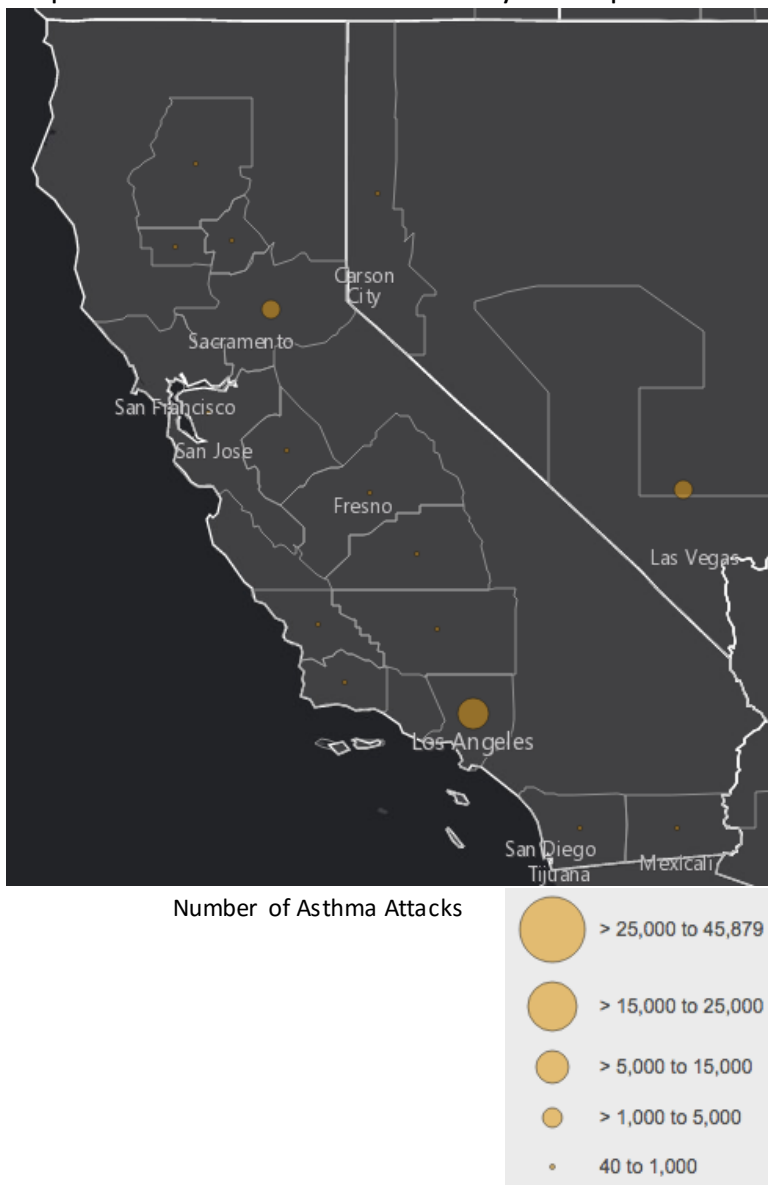 Carson
City
Sacramento
San Francisco
San Jose
Fresno
Las Vegas
Los Angeles
San Diego
Tijuana
Mexicali
Number of Asthma Attacks
> 25,000 to 45,879
> 15,000 to 25,000
> 5,000 to 15,000
> 1,000 to 5,000
40 to 1,000